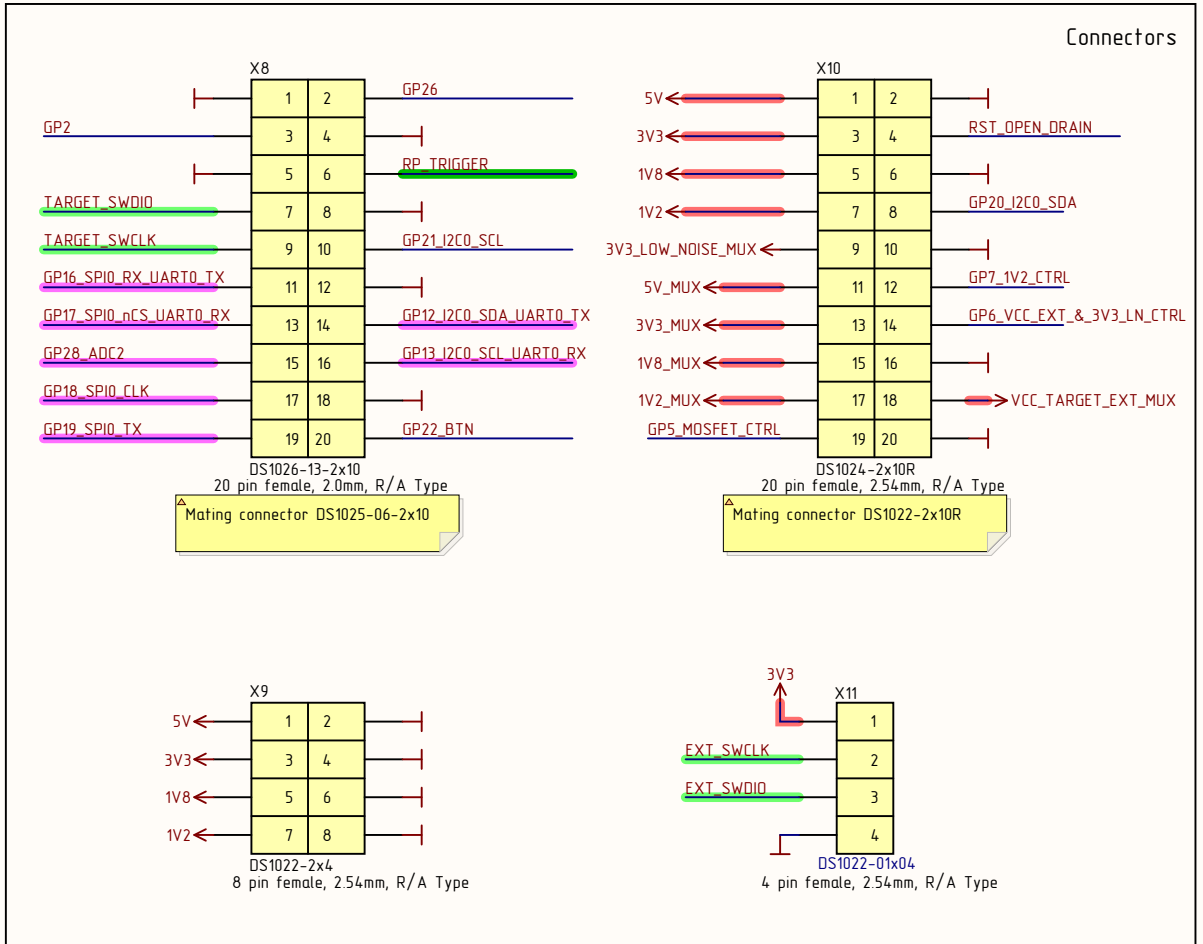 Connectors
X8
1 2 GP26
GP2 3 4
5 6 RP_TRIGGER
TARGET_SWDIO 7 8
TARGET_SWCLK 9 10 GP21_I2C0_SCL
GP16_SPI0_RX_UART0_TX 11 12
GP17_SPI0_nCS_UART0_RX 13 14 GP12_I2C0_SDA_UART0_TX
GP28_ADC2 15 16 GP13_I2C0_SCL_UART0_RX
GP18_SPI0_CLK 17 18
GP19_SPI0_TX 19 20 GP22_BTN
DS1026-13-2x10
20 pin female, 2.0mm, R/A Type
Mating connector DS1025-06-2x10
X10
5V 1 2
3V3 3 4 RST_OPEN_DRAIN
1V8 5 6
1V2 7 8 GP20_I2C0_SDA
3V3_LOW_NOISE_MUX 9 10
5V_MUX 11 12 GP7_1V2_CTRL
3V3_MUX 13 14 GP6_VCC_EXT_&_3V3_LN_CTRL
1V8_MUX 15 16
1V2_MUX 17 18 VCC_TARGET_EXT_MUX
GP5_MOSFET_CTRL 19 20
DS1024-2x10R
20 pin female, 2.54mm, R/A Type
Mating connector DS1022-2x10R
X9
5V 1 2
3V3 3 4
1V8 5 6
1V2 7 8
DS1022-2x4
8 pin female, 2.54mm, R/A Type
3V3
X11
1
EXT_SWCLK 2
EXT_SWDIO 3
4
DS1022-01x04
4 pin female, 2.54mm, R/A Type